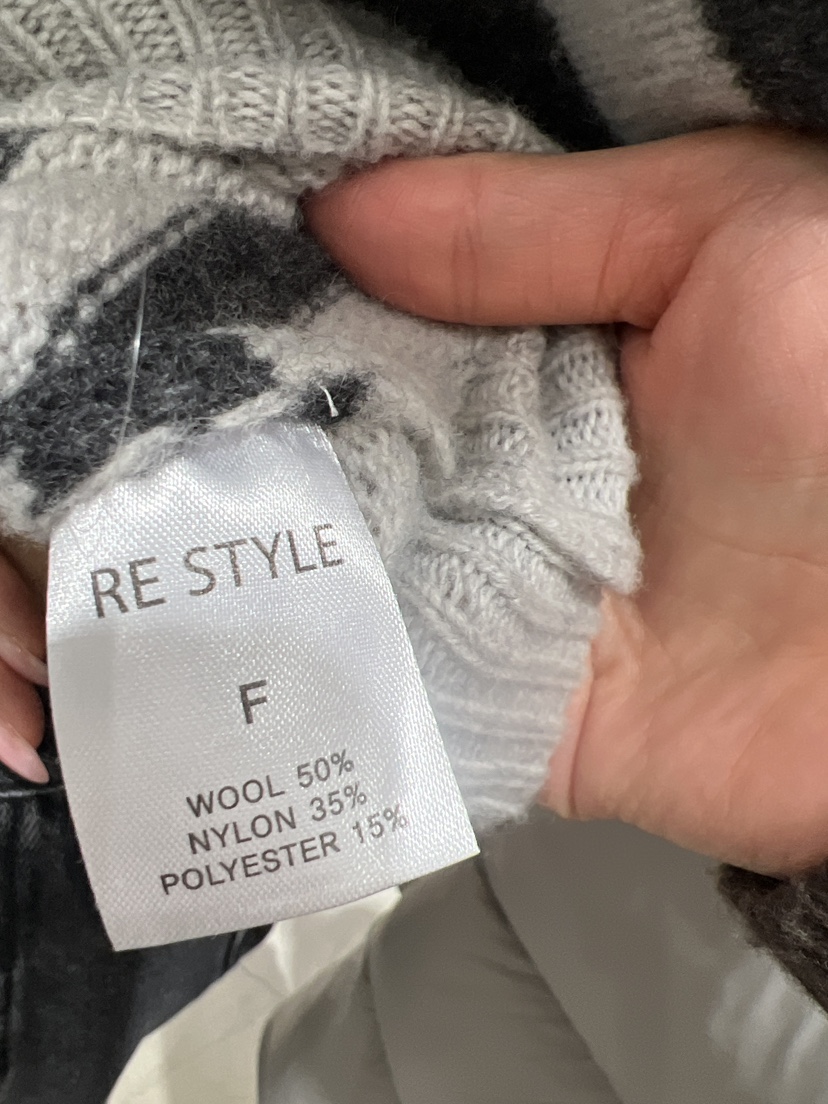 RE STYLE
F
WOOL 50%
NYLON 35%
POLYESTER 15%